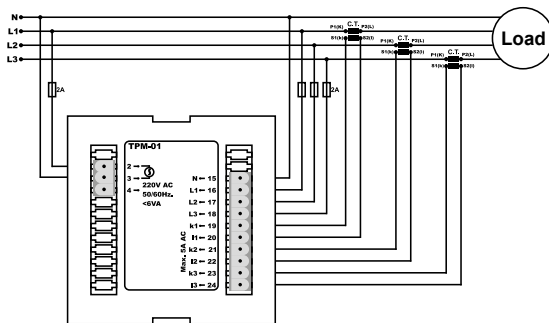 N
L1
L2
L3
P1(K) C.T. P2(L)
S1(k) S2(l)
P1(K) C.T. P2(L)
S1(k) S2(l)
P1(K) C.T. P2(L)
S1(k) S2(l)
Load
2A
2A
TPM-01
2
3
4
220V AC
50/60Hz.
<6VA
Max. 5A AC
N 15
L1 16
L2 17
L3 18
k1 19
l1 20
k2 21
l2 22
k3 23
l3 24